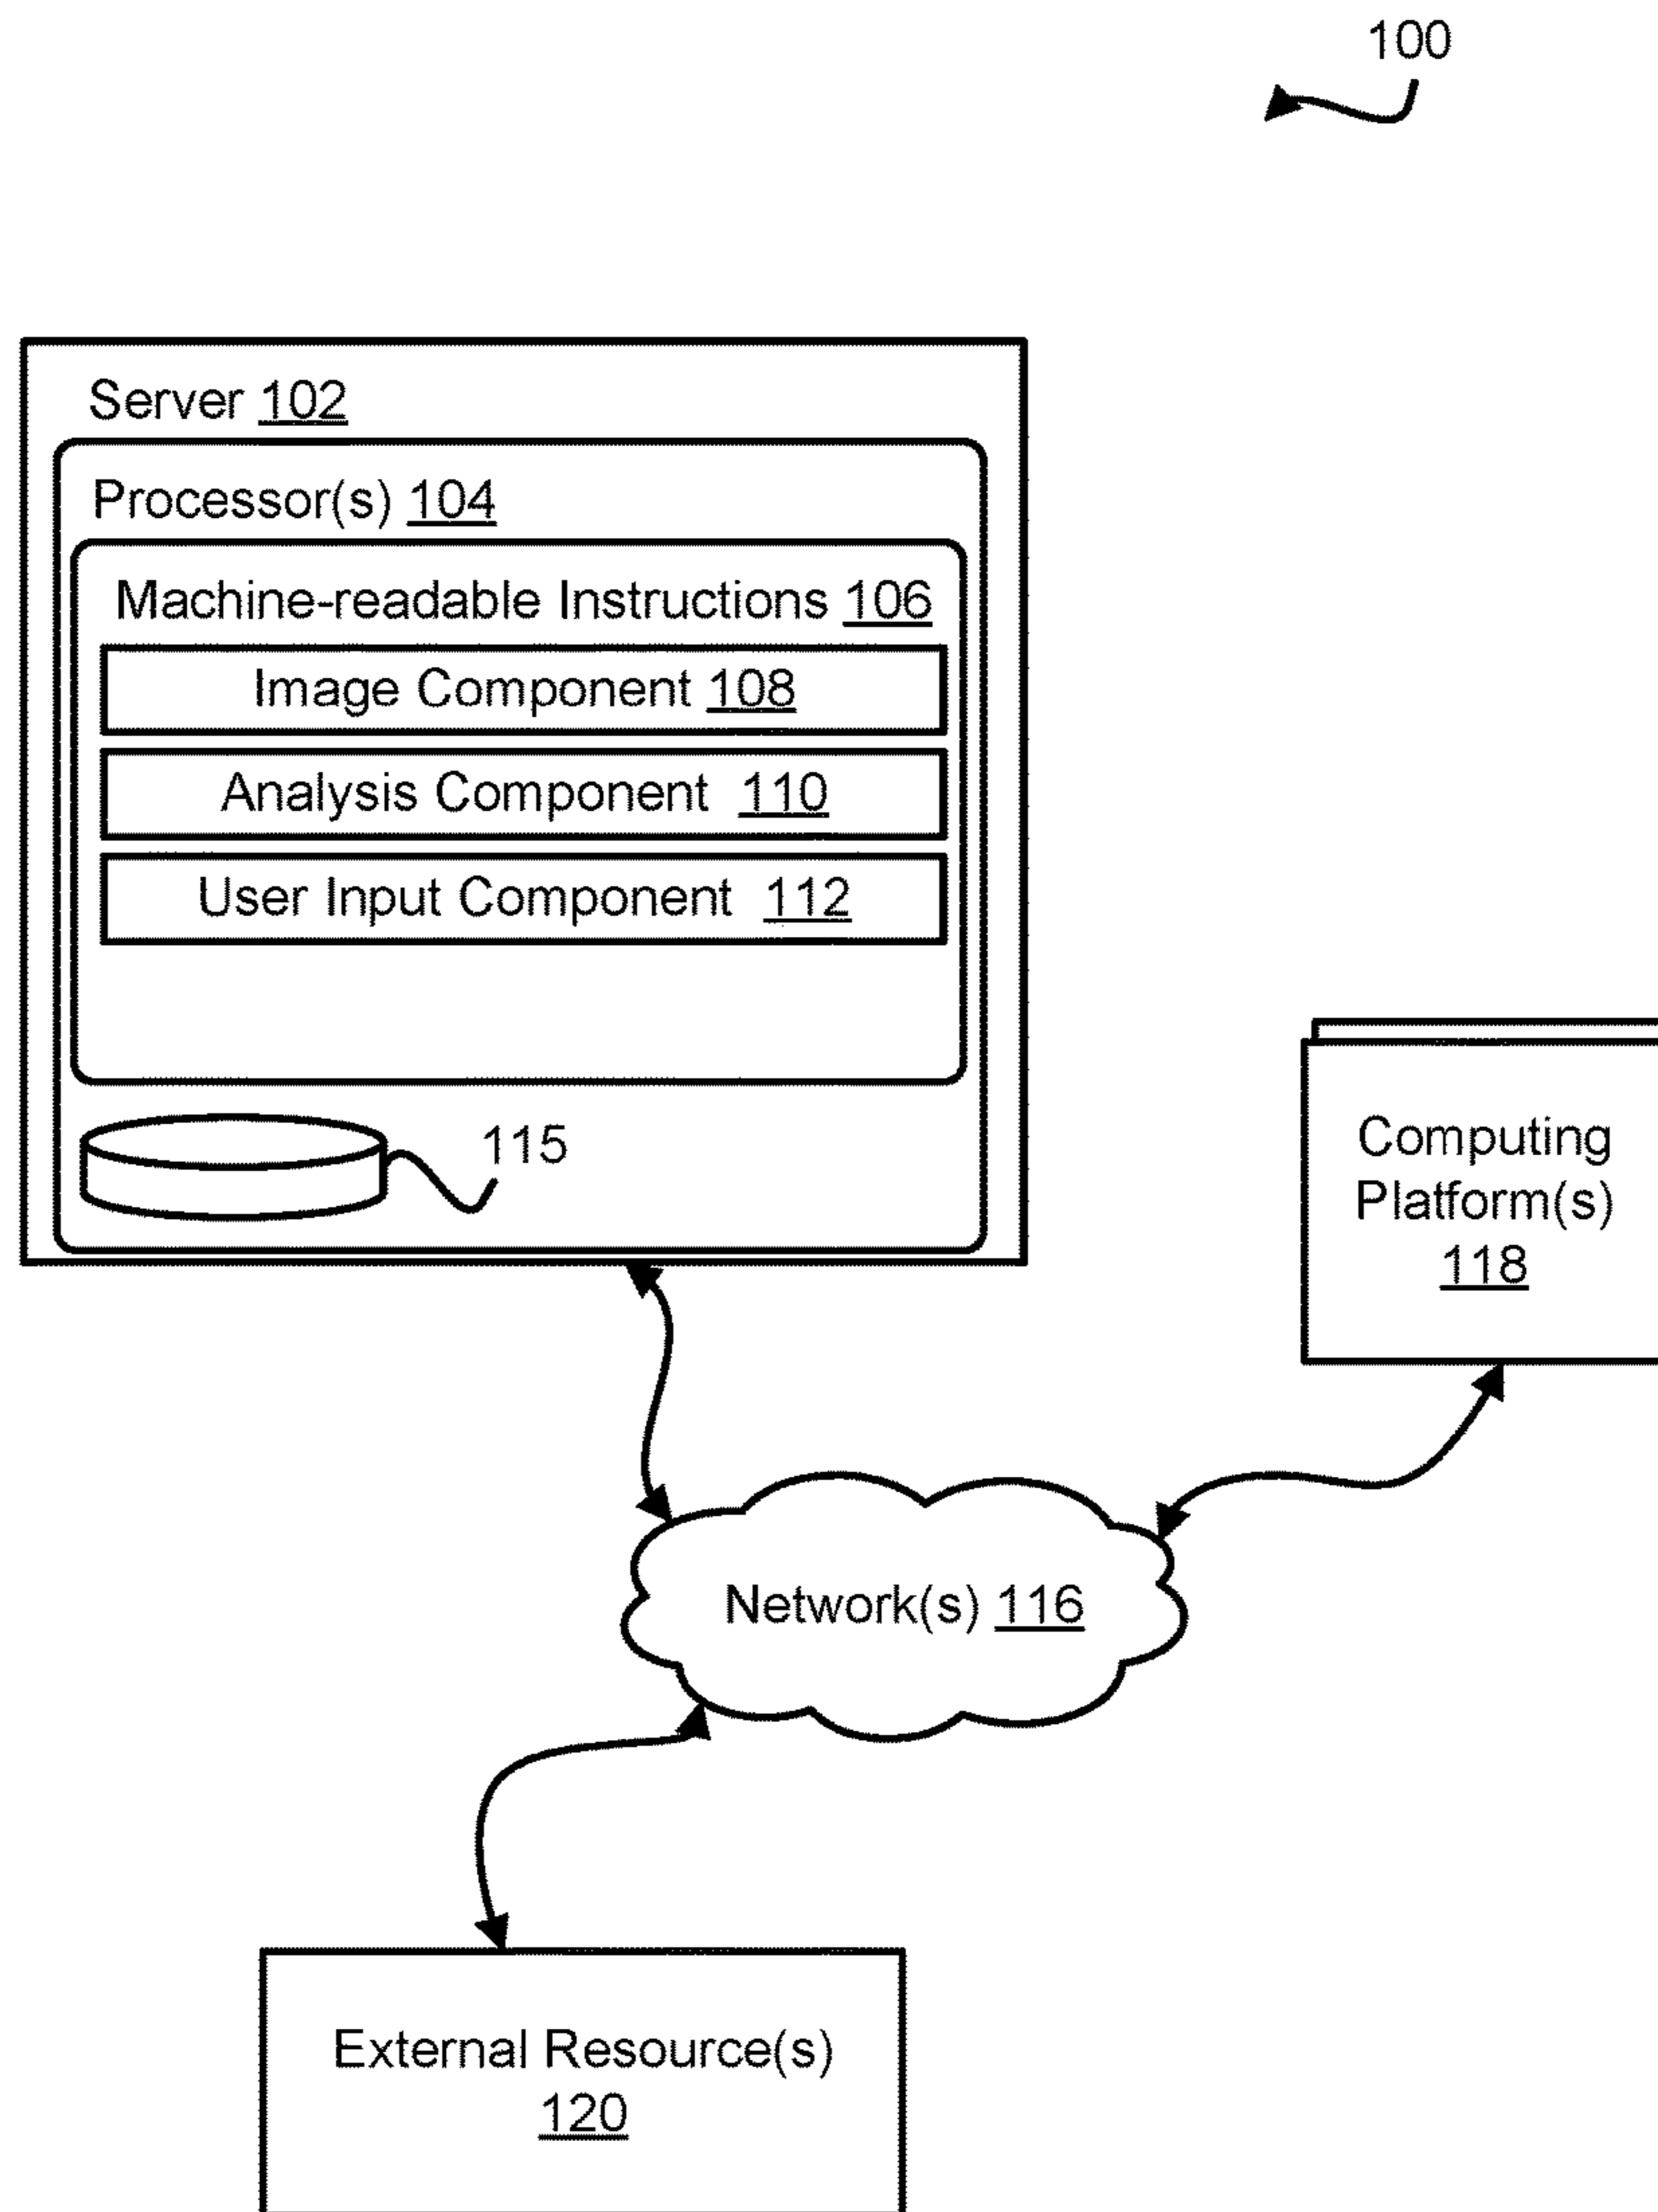 100
Server 102
Processor(s) 104
Machine-readable Instructions 106
Image Component 108
Analysis Component 110
User Input Component 112
115
Computing
Platform(s)
118
Network(s) 116
External Resource(s)
120